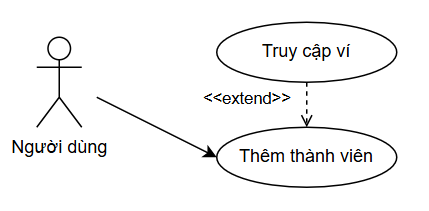 Truy cập ví
<<extend>>
Người dùng
Thêm thành viên